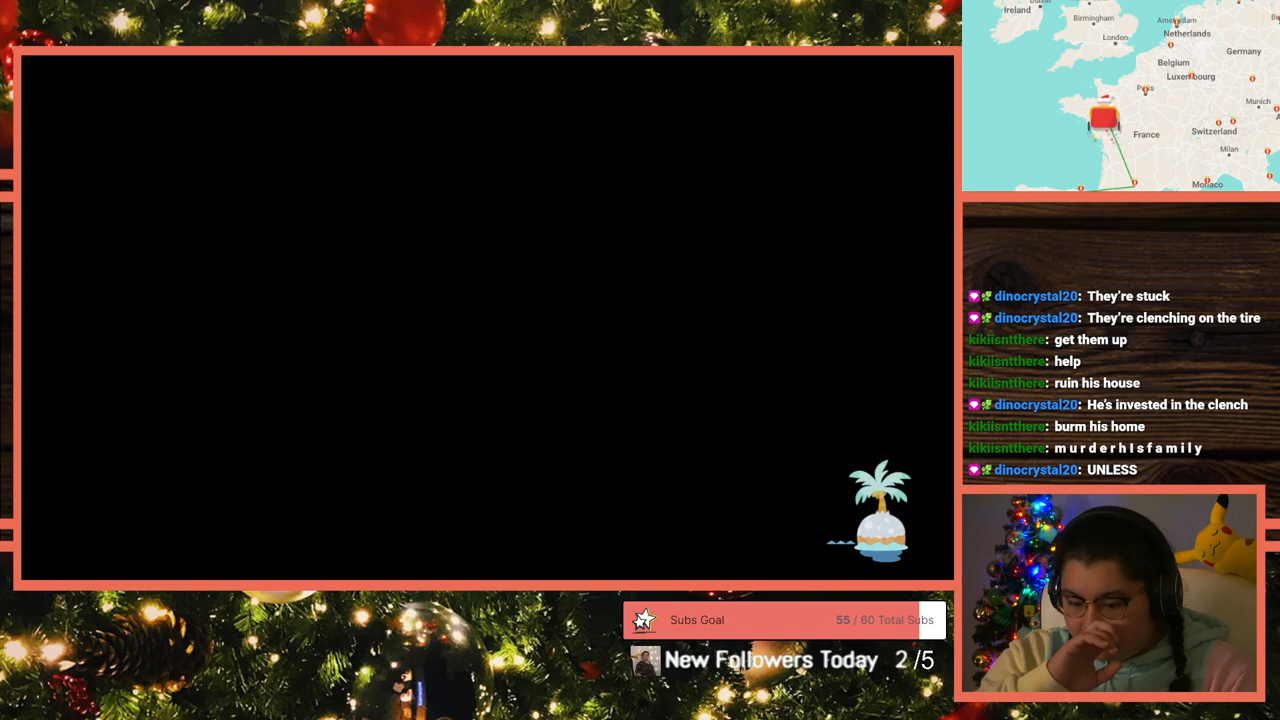 Ireland
Birmingham
London
Amsterdam
Netherlands
Germany
Belgium
Luxembourg
Paris
Munich
France
Switzerland
Milan
Monaco
dinocrystal20: They're stuck
dinocrystal20: They're clenching on the tire
kikiisntthere: get them up
kikiisntthere: help
kikiisntthere: ruin his house
dinocrystal20: He's invested in the clench
kikiisntthere: burm his home
kikiisntthere: m u r d e r h I s f a m i l y
dinocrystal20: UNLESS
Subs Goal 55 / 60 Total Subs
New Followers Today 2 /5